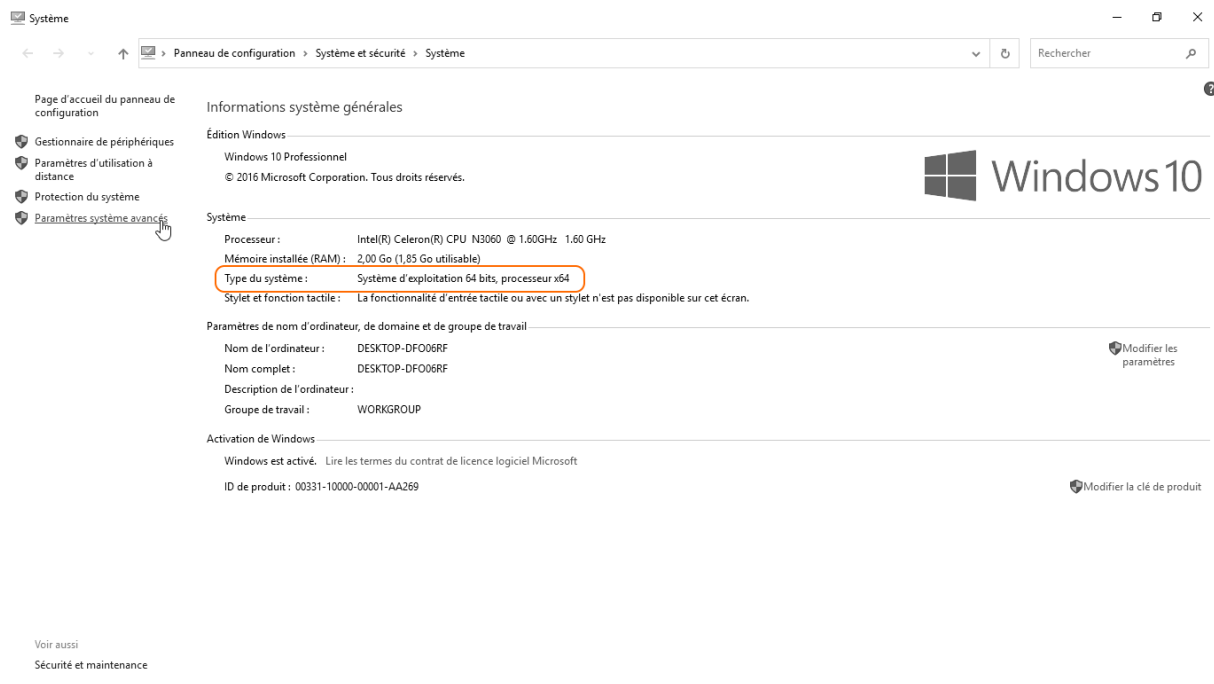 Système
Panneau de configuration › Système et sécurité › Système
Rechercher
Page d'accueil du panneau de
configuration
Gestionnaire de périphériques
Paramètres d'utilisation à
distance
Protection du système
Paramètres système avancés
Informations système générales
Édition Windows
Windows 10 Professionnel
© 2016 Microsoft Corporation. Tous droits réservés.
Windows 10
Système
Processeur : Intel(R) Celeron(R) CPU N3060 @ 1.60GHz 1.60 GHz
Mémoire installée (RAM) : 2,00 Go (1,85 Go utilisable)
Type du système : Système d'exploitation 64 bits, processeur x64
Stylet et fonction tactile : La fonctionnalité d'entrée tactile ou avec un stylet n'est pas disponible sur cet écran.
Paramètres de nom d'ordinateur, de domaine et de groupe de travail
Nom de l'ordinateur : DESKTOP-DFO06RF
Modifier les
paramètres
Nom complet : DESKTOP-DFO06RF
Description de l'ordinateur :
Groupe de travail : WORKGROUP
Activation de Windows
Windows est activé. Lire les termes du contrat de licence logiciel Microsoft
ID de produit : 00331-10000-00001-AA269
Modifier la clé de produit
Voir aussi
Sécurité et maintenance